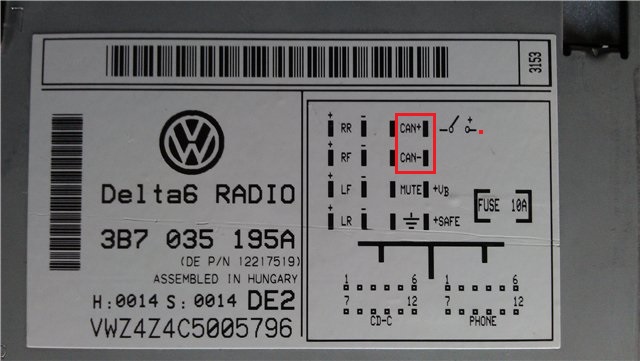 3153
Delta6 RADIO
3B7 035 195A
(DE P/N 12217519)
ASSEMBLED IN HUNGARY
H:0014 S:0014 DE2
VWZ4Z4C5005796
+ RR - CAN+ +
+ RF - CAN-
+ LF - MUTE +VB
+ LR - +SAFE
FUSE 10A
1 6 1 6
7 12 7 12
CD-C PHONE